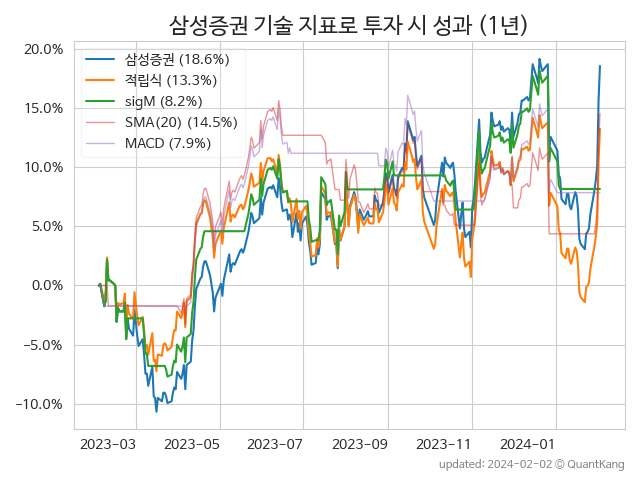 삼성증권 기술 지표로 투자 시 성과 (1년)
20.0%
15.0%
10.0%
5.0%
0.0%
−5.0%
−10.0%
삼성증권 (18.6%)
적립식 (13.3%)
sigM (8.2%)
SMA(20) (14.5%)
MACD (7.9%)
2023-03 2023-05 2023-07 2023-09 2023-11 2024-01
updated: 2024-02-02 © QuantKang